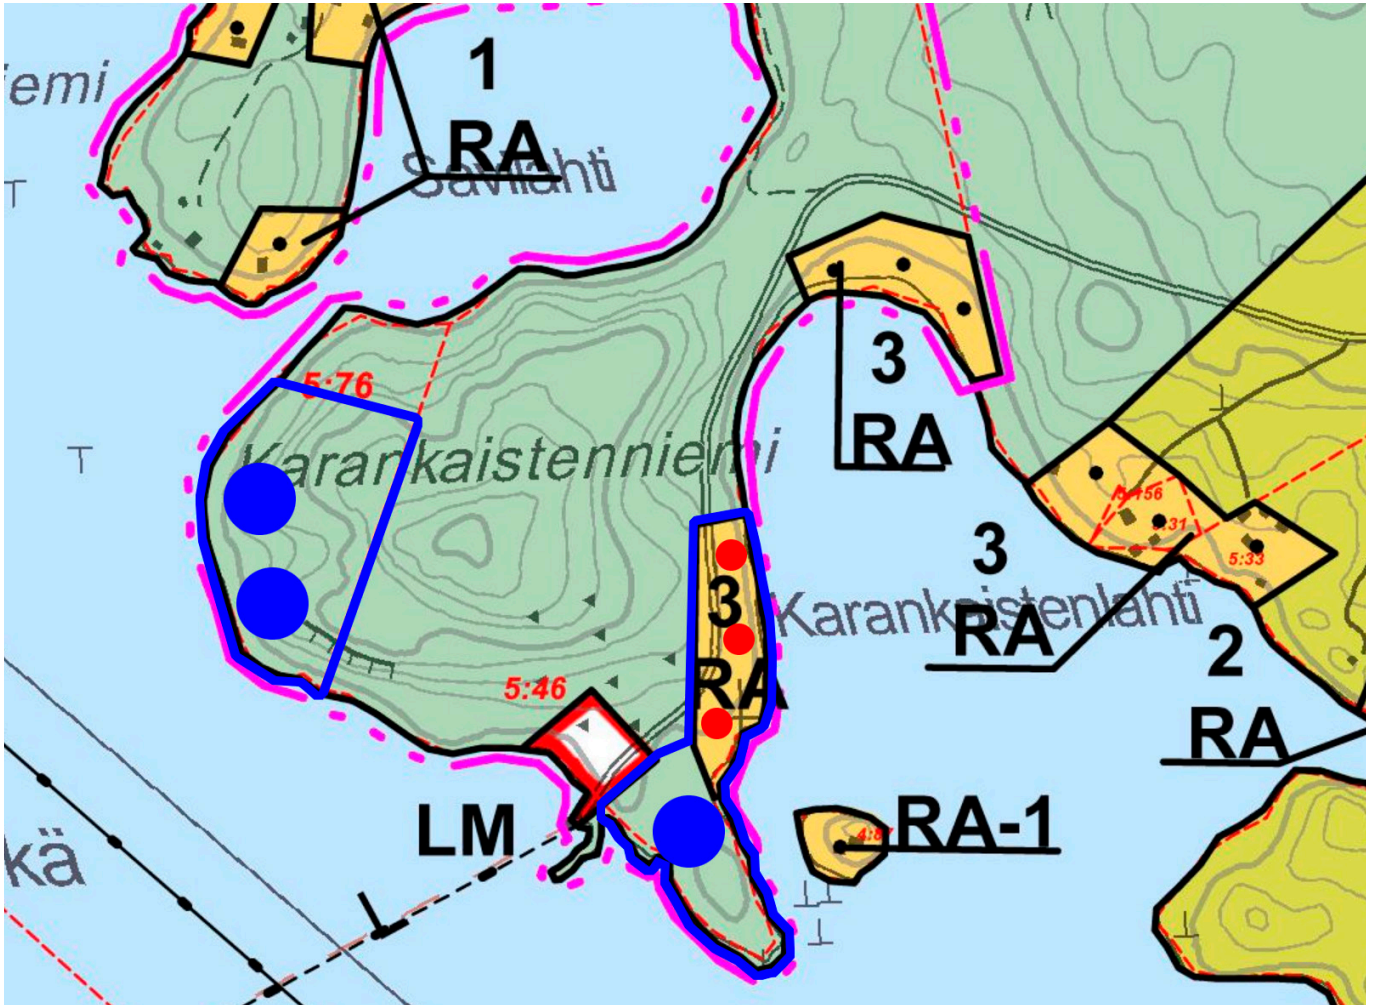 1
iemi
RA
Savilahti
3
5:76
RA
Karankaistenniemi
5:156
5:31
3
5:33
3
Karankaistenlahti
RA
2
RA
5:46
RA
LM
RA-1
kä